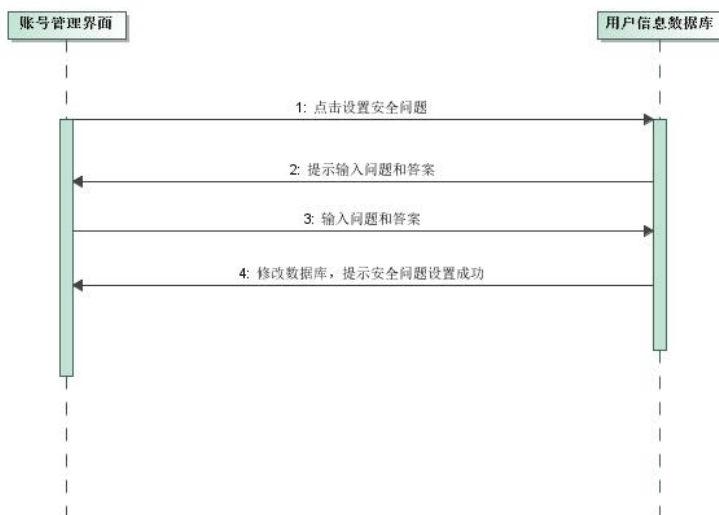 账号管理界面
用户信息数据库
1: 点击设置安全问题
2: 提示输入问题和答案
3: 输入问题和答案
4: 修改数据库，提示安全问题设置成功